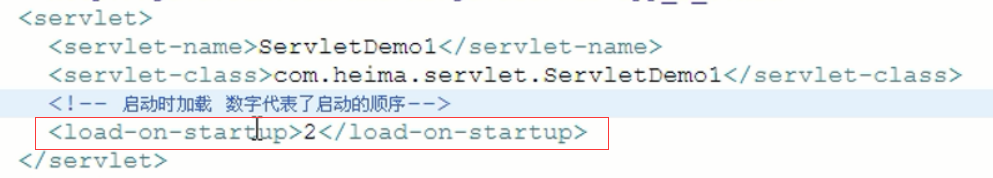 <servlet>
<servlet-name>ServletDemo1</servlet-name>
<servlet-class>com.heima.servlet.ServletDemo1</servlet-class>
<!-- 启动时加载 数字代表了启动的顺序-->
<load-on-startup>2</load-on-startup>
</servlet>